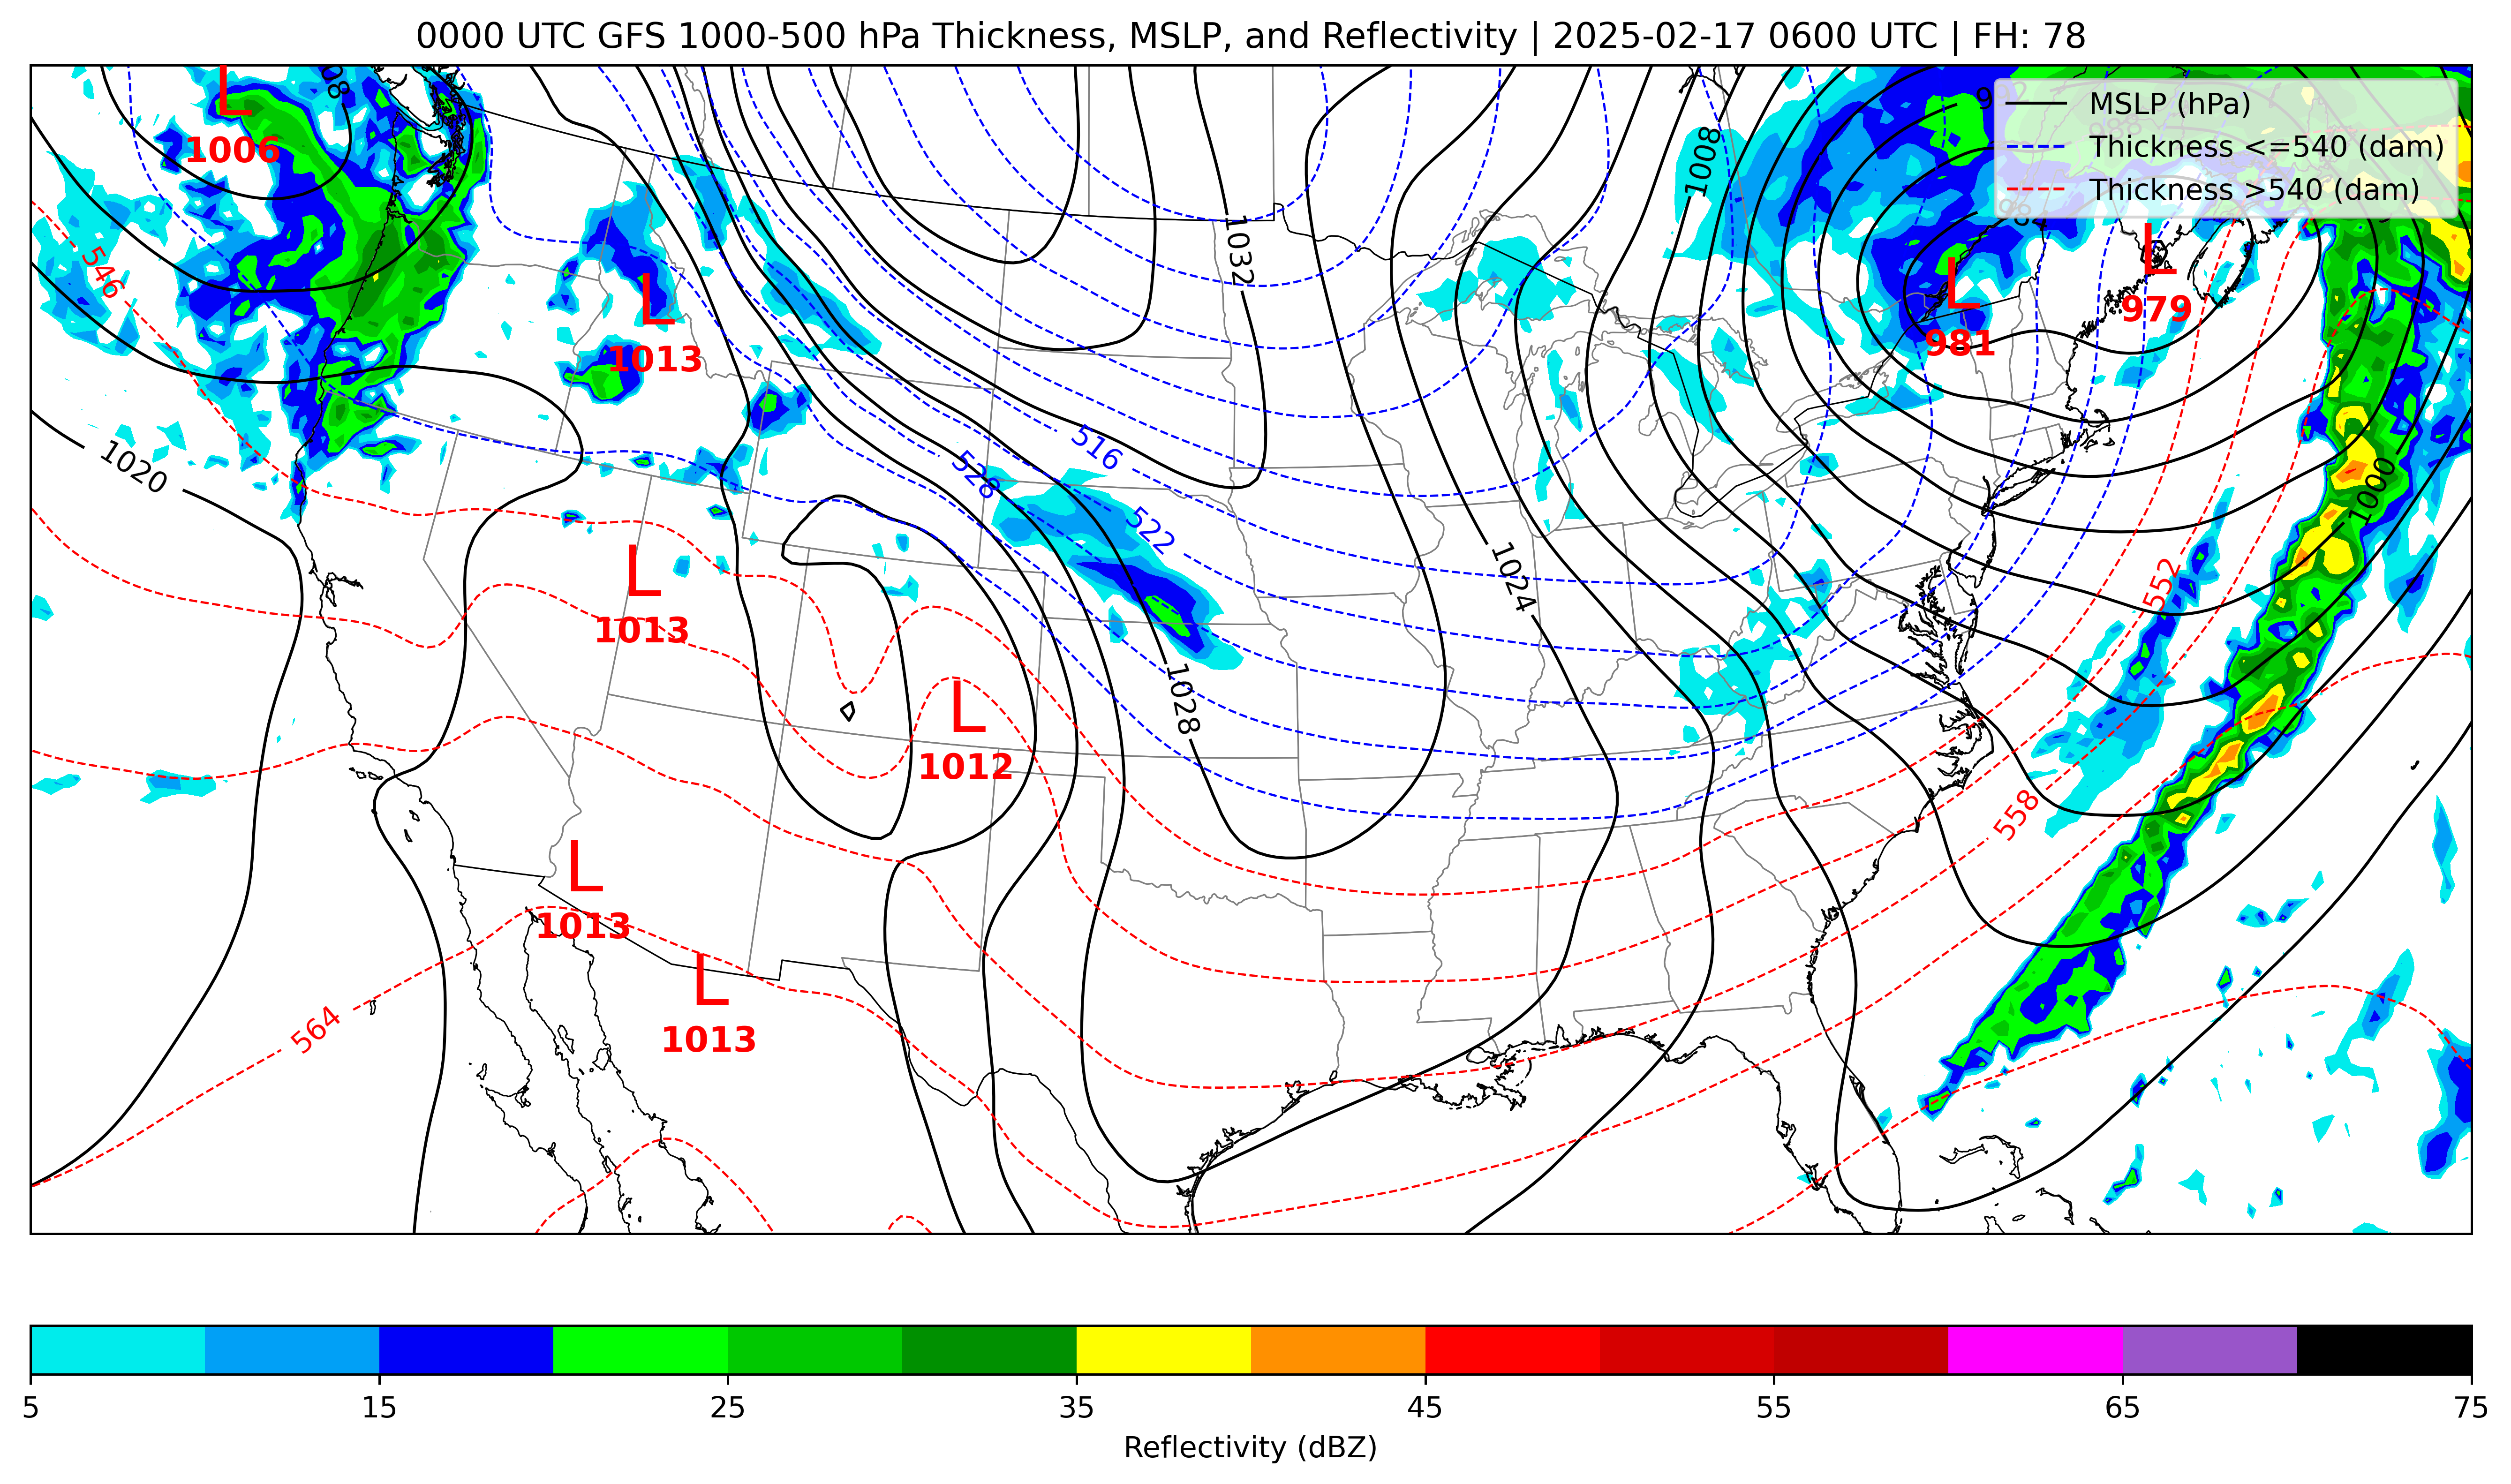 0000 UTC GFS 1000-500 hPa Thickness, MSLP, and Reflectivity | 2025-02-17 0600 UTC | FH: 78
MSLP (hPa)
Thickness <=540 (dam)
Thickness >540 (dam)
L
1006
1008
1032
L
979
L
981
546
L
1013
1020
516
528
522
1000
L
1013
1024
552
1028
L
1012
558
L
1013
564
L
1013
5 15 25 35 45 55 65 75
Reflectivity (dBZ)